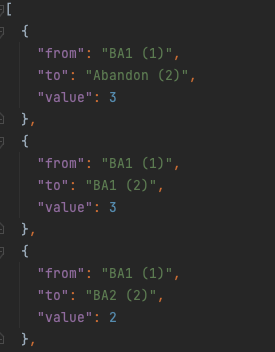 [
  {
    "from": "BA1 (1)",
    "to": "Abandon (2)",
    "value": 3
  },
  {
    "from": "BA1 (1)",
    "to": "BA1 (2)",
    "value": 3
  },
  {
    "from": "BA1 (1)",
    "to": "BA2 (2)",
    "value": 2
  },